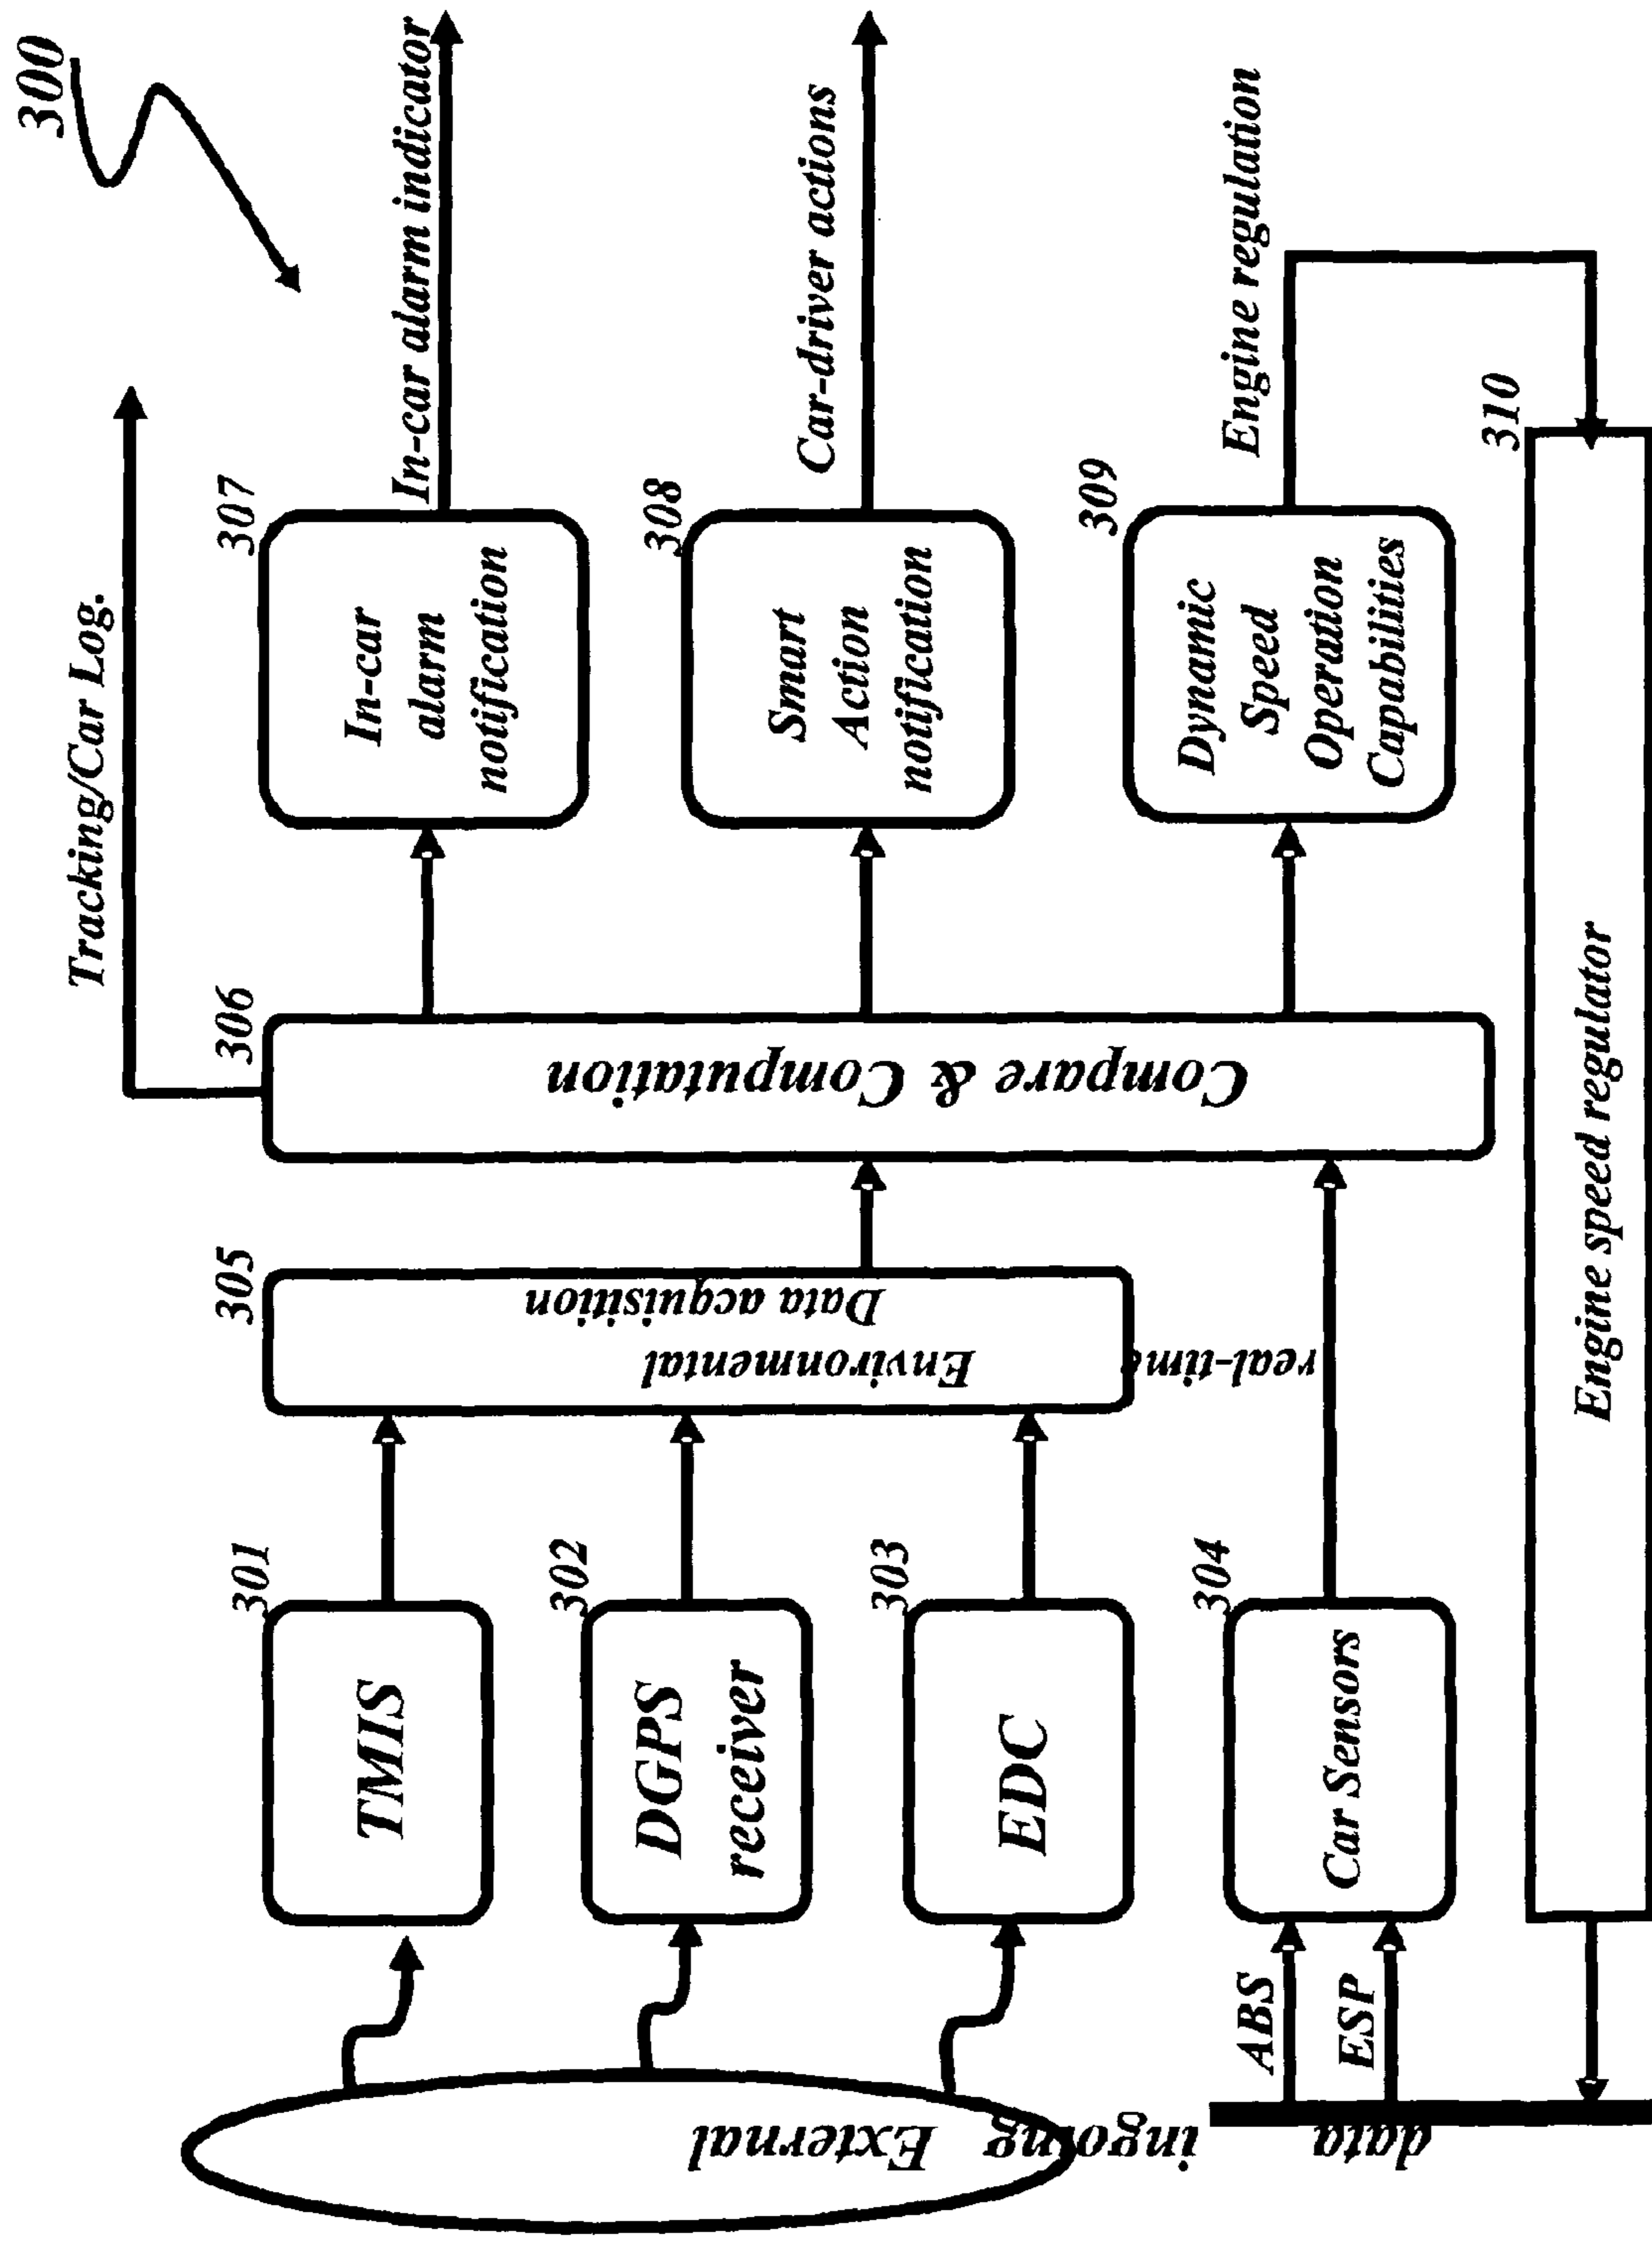 300
Tracking/Car Log.
301
TMIS
302
DGPS
receiver
303
EDC
304
Car Sensors
ABS
ESP
External ingoing data
305
Environmental
Data acquisition
real-time
306
Compare & Computation
307
In-car
alarm
notification
In-car alarm indicator
308
Smart
Action
notification
Car-driver actions
309
Dynamic
Speed
Operation
Capabilities
Engine regulation
310
Engine speed regulator